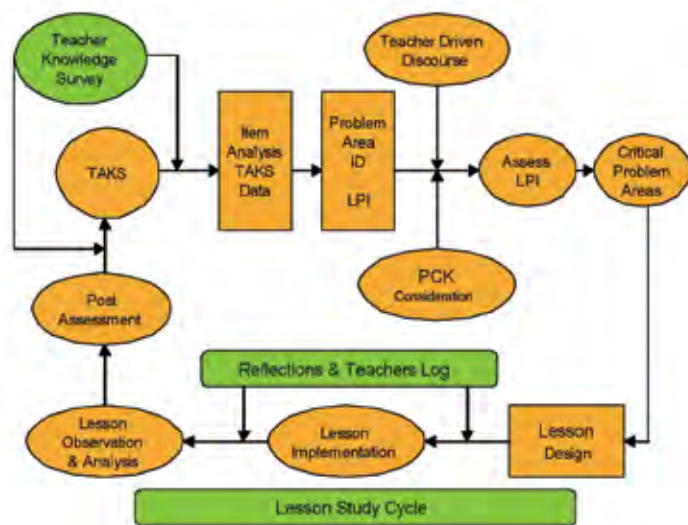 Teacher
Knowledge
Survey
Teacher Driven
Discourse
TAKS
Item
Analysis
TAKS
Data
Problem
Area
ID
LPI
Assess
LPI
Critical
Problem
Areas
PCK
Consideration
Post
Assessment
Reflections & Teachers Log
Lesson
Observation
& Analysis
Lesson
Implementation
Lesson
Design
Lesson Study Cycle